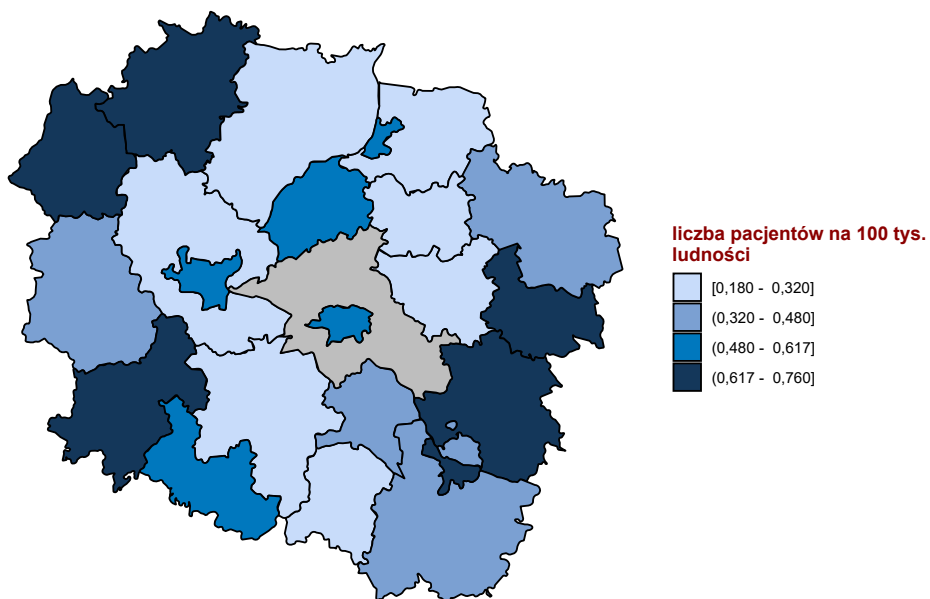 liczba pacjentów na 100 tys.
ludności
[0,180 - 0,320]
(0,320 - 0,480]
(0,480 - 0,617]
(0,617 - 0,760]